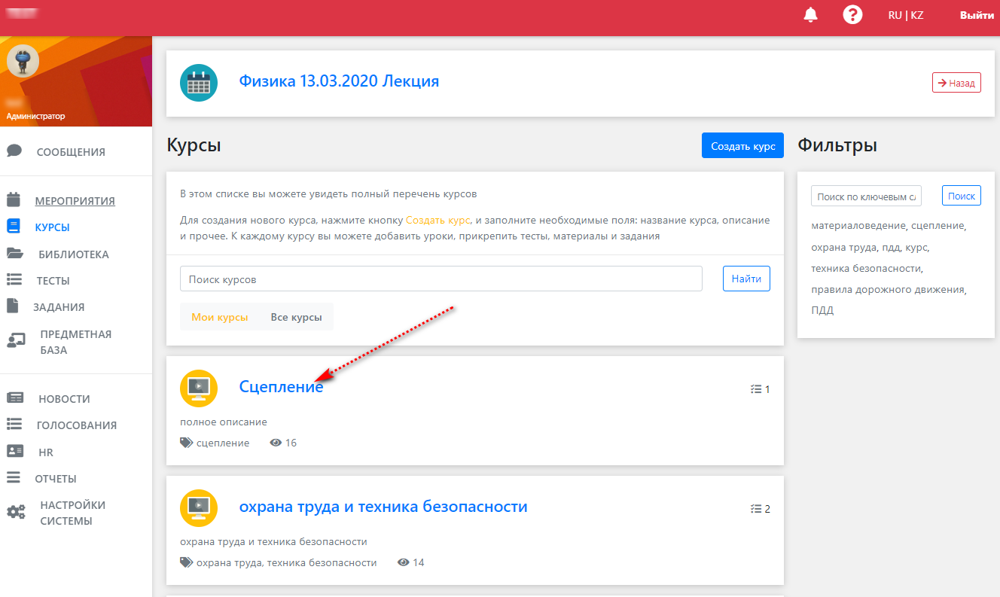 RU | KZ
Выйти
Администратор
СООБЩЕНИЯ
МЕРОПРИЯТИЯ
КУРСЫ
БИБЛИОТЕКА
ТЕСТЫ
ЗАДАНИЯ
ПРЕДМЕТНАЯ
БАЗА
НОВОСТИ
ГОЛОСОВАНИЯ
HR
ОТЧЕТЫ
НАСТРОЙКИ
СИСТЕМЫ
Физика 13.03.2020 Лекция
Назад
Курсы
Создать курс
В этом списке вы можете увидеть полный перечень курсов
Для создания нового курса, нажмите кнопку Создать курс, и заполните необходимые поля: название курса, описание
и прочее. К каждому курсу вы можете добавить уроки, прикрепить тесты, материалы и задания
Поиск курсов
Найти
Мои курсы Все курсы
Сцепление
1
полное описание
сцепление 16
охрана труда и техника безопасности
2
охрана труда и техника безопасности
охрана труда, техника безопасности 14
Фильтры
Поиск по ключевым сл
Поиск
материаловедение, сцепление,
охрана труда, пдд, курс,
техника безопасности,
правила дорожного движения,
ПДД